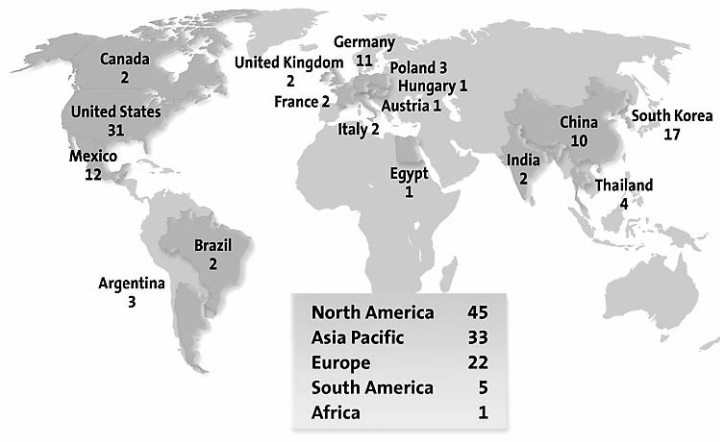 Germany
11
Canada
2
United Kingdom
2
Poland 3
Hungary 1
France 2
Austria 1
United States
31
Italy 2
South Korea
17
China
10
Mexico
12
India
2
Egypt
1
Thailand
4
Brazil
2
Argentina
3
North America 45
Asia Pacific 33
Europe 22
South America 5
Africa 1